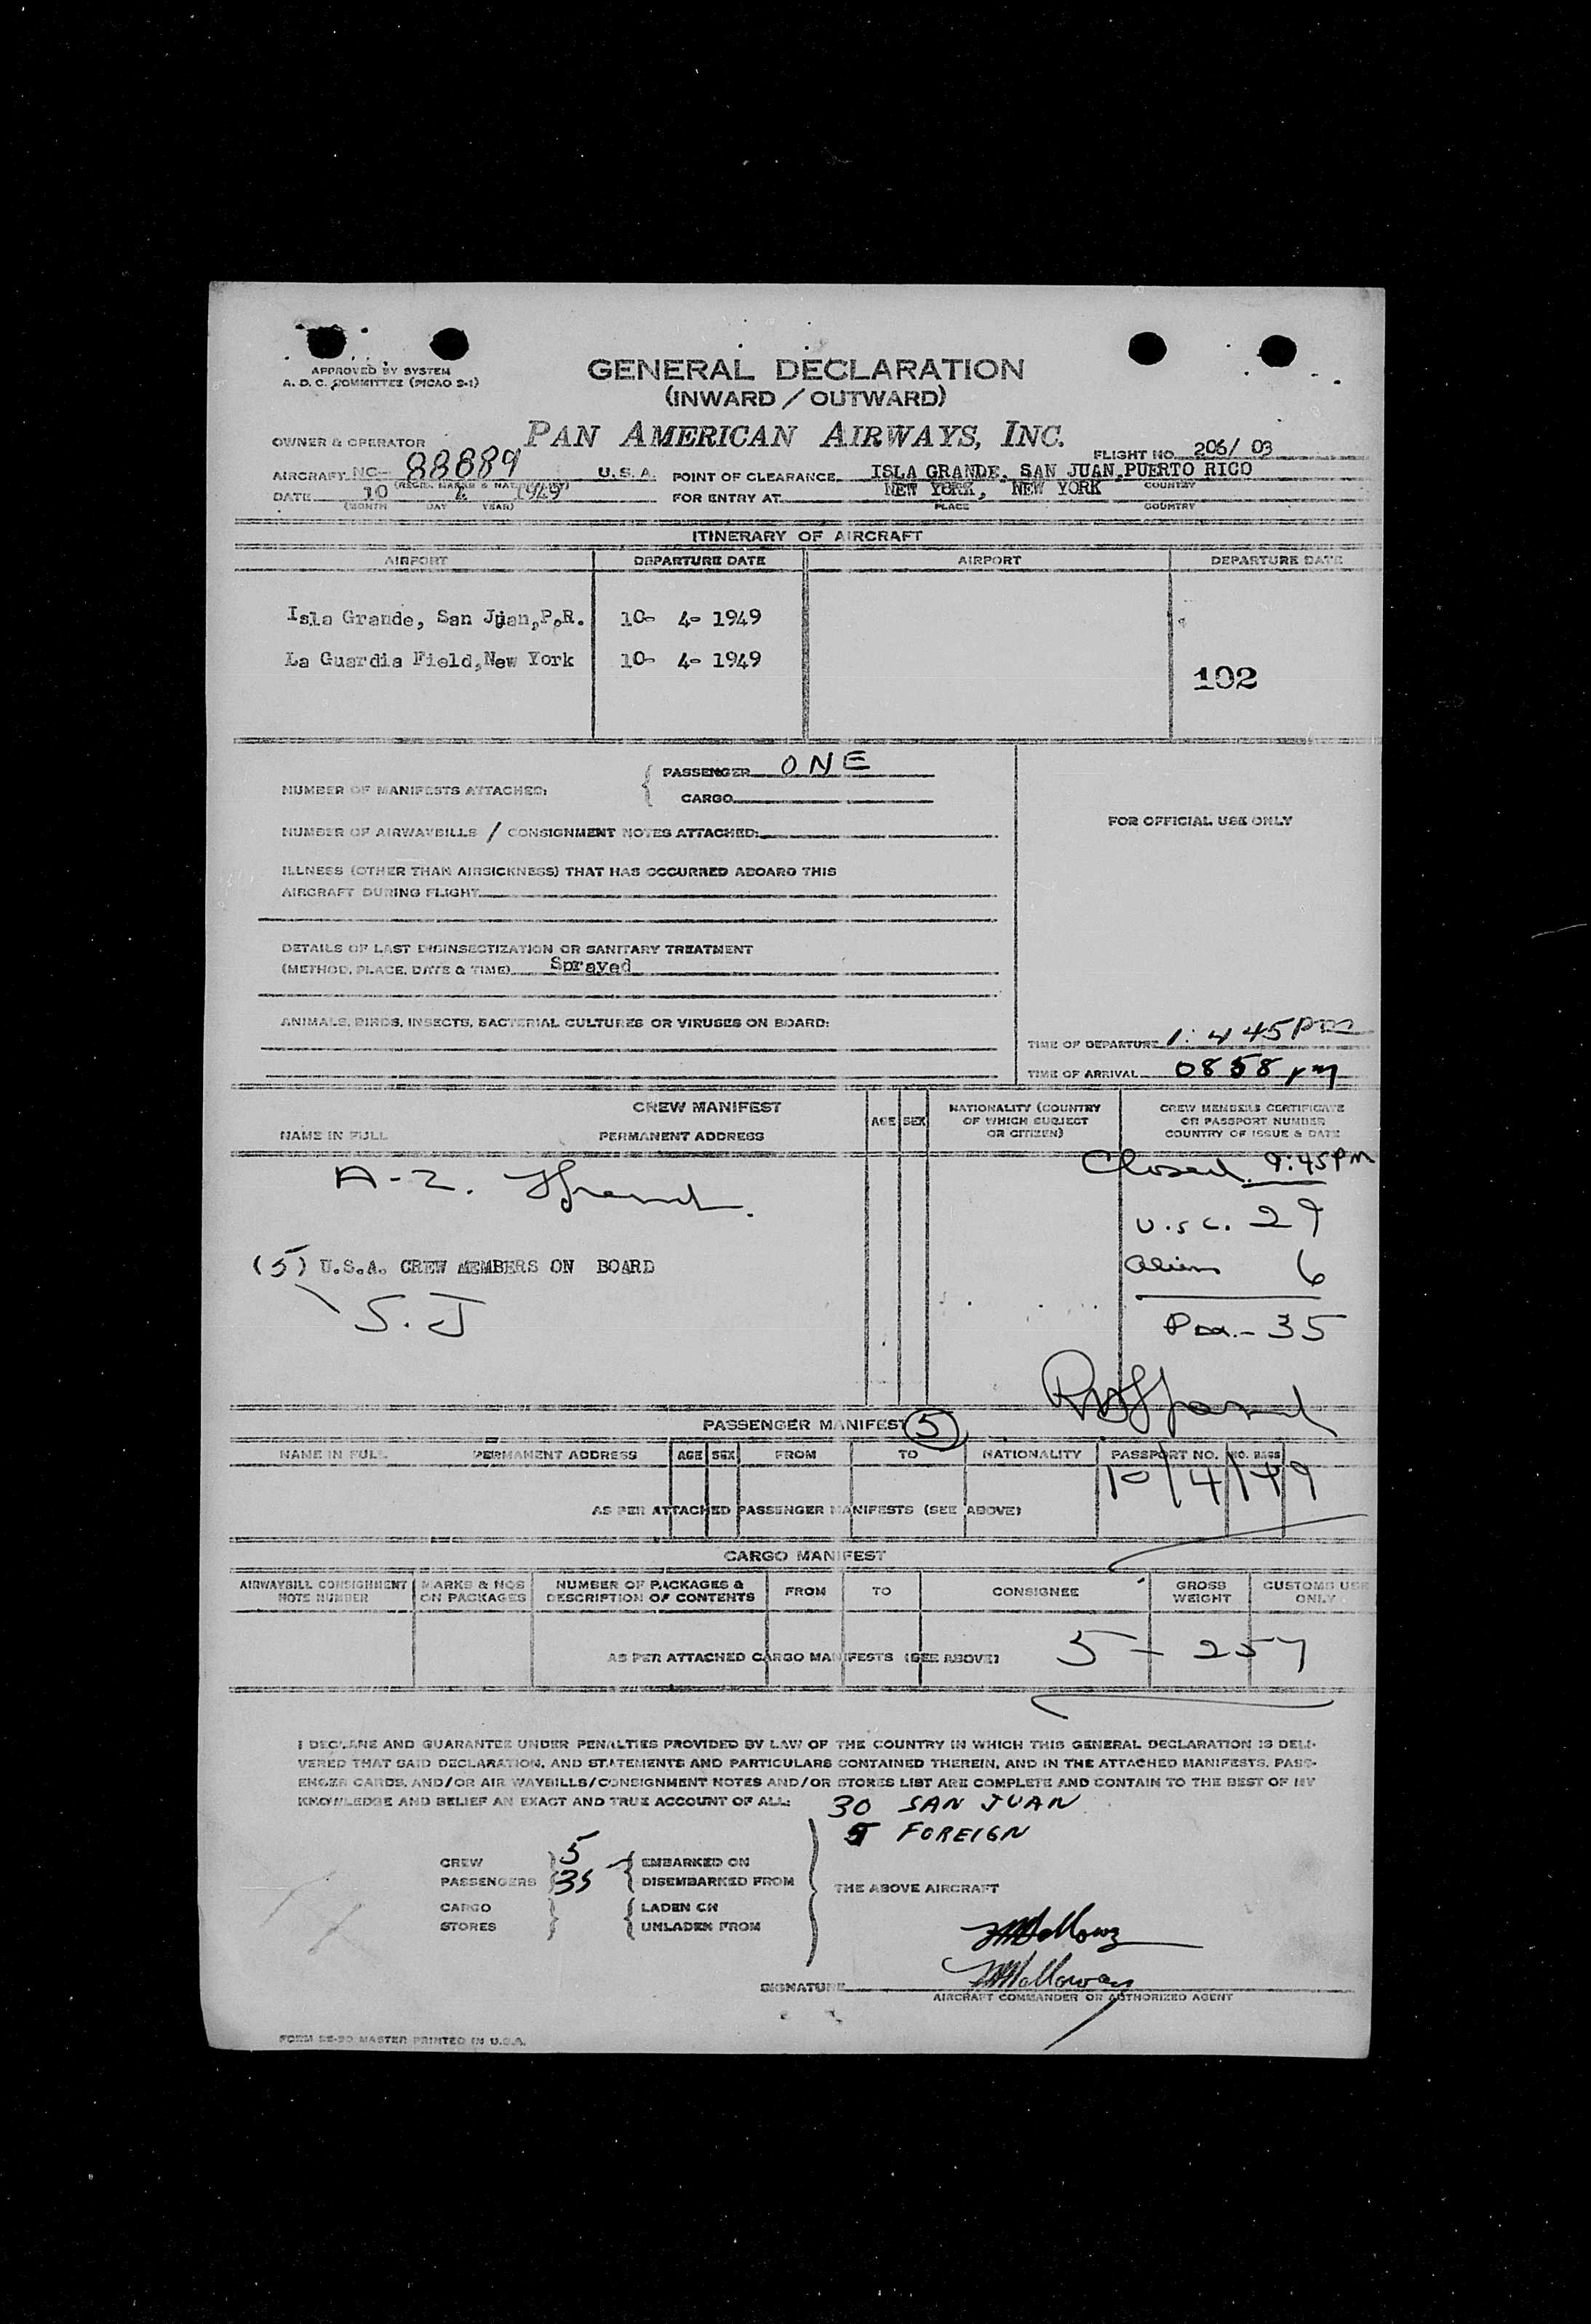 APPROVED BY SYSTEM
A. D. C. COMMITTEE (PICAO S-1)
GENERAL DECLARATION
(INWARD / OUTWARD)
OWNER & OPERATOR PAN AMERICAN AIRWAYS, INC.
FLIGHT NO. 206/ 03
AIRCRAFT NC- 88889 U.S.A. POINT OF CLEARANCE ISLA GRANDE, SAN JUAN, PUERTO RICO
DATE 10 4 1949 FOR ENTRY AT NEW YORK, NEW YORK COUNTRY
(MONTH DAY YEAR) PLACE COUNTRY
ITINERARY OF AIRCRAFT
AIRPORT DEPARTURE DATE AIRPORT DEPARTURE DATE
Isla Grande, San Juan, P.R. 10- 4- 1949
La Guardia Field, New York 10- 4- 1949
102
PASSENGER ONE
NUMBER OF MANIFESTS ATTACHED:
CARGO
NUMBER OF AIRWAYBILLS / CONSIGNMENT NOTES ATTACHED:
FOR OFFICIAL USE ONLY
ILLNESS (OTHER THAN AIRSICKNESS) THAT HAS OCCURRED ABOARD THIS
AIRCRAFT DURING FLIGHT
DETAILS OF LAST DISINSECTIZATION OR SANITARY TREATMENT
(METHOD, PLACE, DATE & TIME) Sprayed
ANIMALS, BIRDS, INSECTS, BACTERIAL CULTURES OR VIRUSES ON BOARD:
TIME OF DEPARTURE
TIME OF ARRIVAL 0858 pm
CREW MANIFEST AGE SEX NATIONALITY (COUNTRY OF WHICH SUBJECT OR CITIZEN) CREW MEMBERS CERTIFICATE OR PASSPORT NUMBER COUNTRY OF ISSUE & DATE
NAME IN FULL PERMANENT ADDRESS
A-2.
Closed 9:45 PM
U.S.C. 29
(5) U.S.A. CREW MEMBERS ON BOARD
Aliens 6
S.J
Pax.- 35
PASSENGER MANIFEST 5
NAME IN FULL PERMANENT ADDRESS AGE SEX FROM TO NATIONALITY PASSPORT NO. NO. BAGS
10/4/49
AS PER ATTACHED PASSENGER MANIFESTS (SEE ABOVE)
CARGO MANIFEST
AIRWAYBILL CONSIGNMENT NOTE NUMBER MARKS & NOS ON PACKAGES NUMBER OF PACKAGES & DESCRIPTION OF CONTENTS FROM TO CONSIGNEE GROSS WEIGHT CUSTOMS USE ONLY
AS PER ATTACHED CARGO MANIFESTS (SEE ABOVE) 5 - 257
I DECLARE AND GUARANTEE UNDER PENALTIES PROVIDED BY LAW OF THE COUNTRY IN WHICH THIS GENERAL DECLARATION IS DELI-
VERED THAT SAID DECLARATION, AND STATEMENTS AND PARTICULARS CONTAINED THEREIN, AND IN THE ATTACHED MANIFESTS, PASS-
ENGER CARDS, AND/OR AIR WAYBILLS/CONSIGNMENT NOTES AND/OR STORES LIST ARE COMPLETE AND CONTAIN TO THE BEST OF MY
KNOWLEDGE AND BELIEF AN EXACT AND TRUE ACCOUNT OF ALL:
30 SAN JUAN
5 FOREIGN
CREW 5 EMBARKED ON
PASSENGERS 35 DISEMBARKED FROM THE ABOVE AIRCRAFT
CARGO LADEN ON
STORES UNLADEN FROM
SIGNATURE
AIRCRAFT COMMANDER OR AUTHORIZED AGENT
FORM SE-20 MASTER PRINTED IN U.S.A.